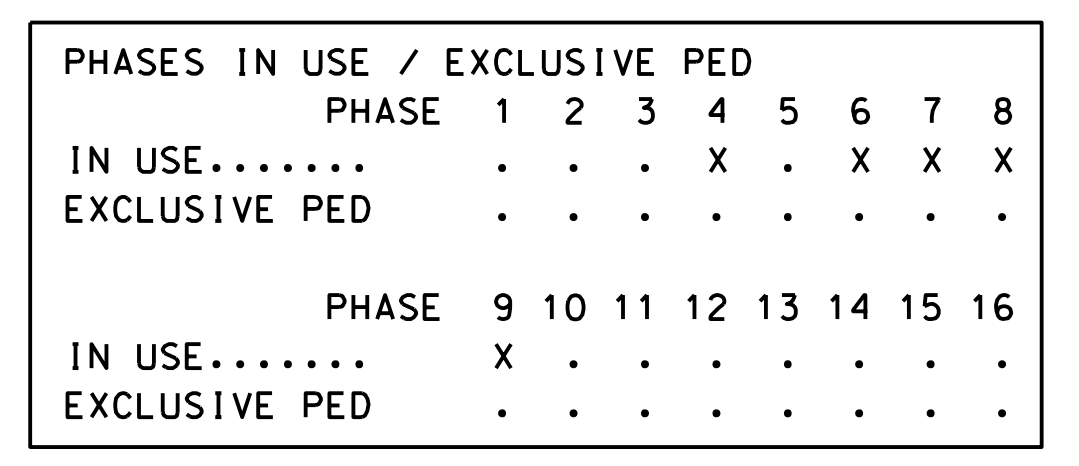 PHASES IN USE / EXCLUSIVE PED
PHASE 1 2 3 4 5 6 7 8
IN USE....... . . . X . X X X
EXCLUSIVE PED . . . . . . . .
PHASE 9 10 11 12 13 14 15 16
IN USE....... X . . . . . . .
EXCLUSIVE PED . . . . . . . .